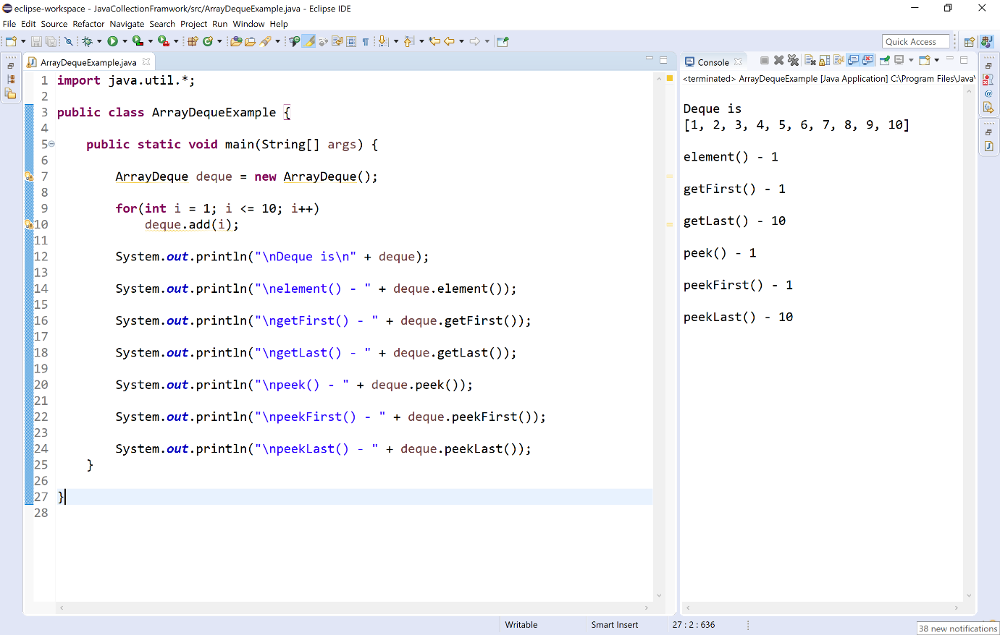 eclipse-workspace - JavaCollectionFramwork/src/ArrayDequeExample.java - Eclipse IDE
File Edit Source Refactor Navigate Search Project Run Window Help
Quick Access
ArrayDequeExample.java
1 import java.util.*;
2
3 public class ArrayDequeExample {
4
5 public static void main(String[] args) {
6
7 ArrayDeque deque = new ArrayDeque();
8
9 for(int i = 1; i <= 10; i++)
10 deque.add(i);
11
12 System.out.println("\nDeque is\n" + deque);
13
14 System.out.println("\nelement() - " + deque.element());
15
16 System.out.println("\ngetFirst() - " + deque.getFirst());
17
18 System.out.println("\ngetLast() - " + deque.getLast());
19
20 System.out.println("\npeek() - " + deque.peek());
21
22 System.out.println("\npeekFirst() - " + deque.peekFirst());
23
24 System.out.println("\npeekLast() - " + deque.peekLast());
25 }
26
27 }
28
Console
<terminated> ArrayDequeExample [Java Application] C:\Program Files\Java\
Deque is
[1, 2, 3, 4, 5, 6, 7, 8, 9, 10]
element() - 1
getFirst() - 1
getLast() - 10
peek() - 1
peekFirst() - 1
peekLast() - 10
Writable
Smart Insert
27 : 2 : 636
38 new notifications